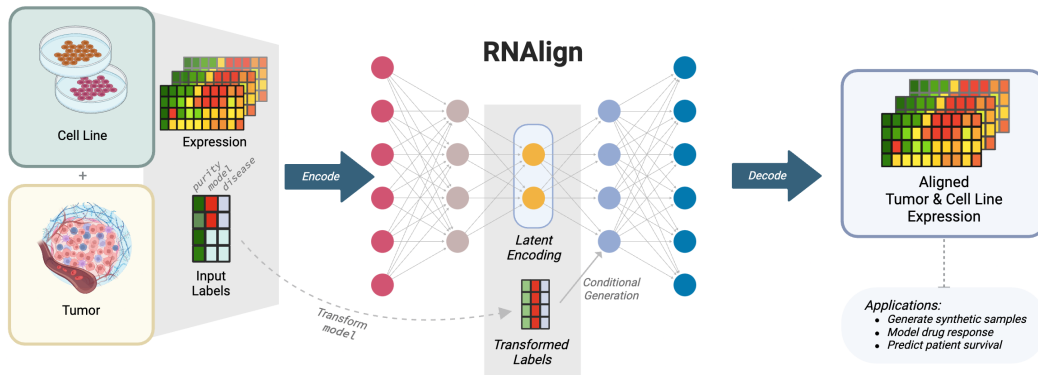 RNAlign
Cell Line
+
Tumor
Expression
purity
model
disease
Input
Labels
Encode
Transform
model
Latent
Encoding
Conditional
Generation
Transformed
Labels
Decode
Aligned
Tumor & Cell Line
Expression
Applications:
• Generate synthetic samples
• Model drug response
• Predict patient survival